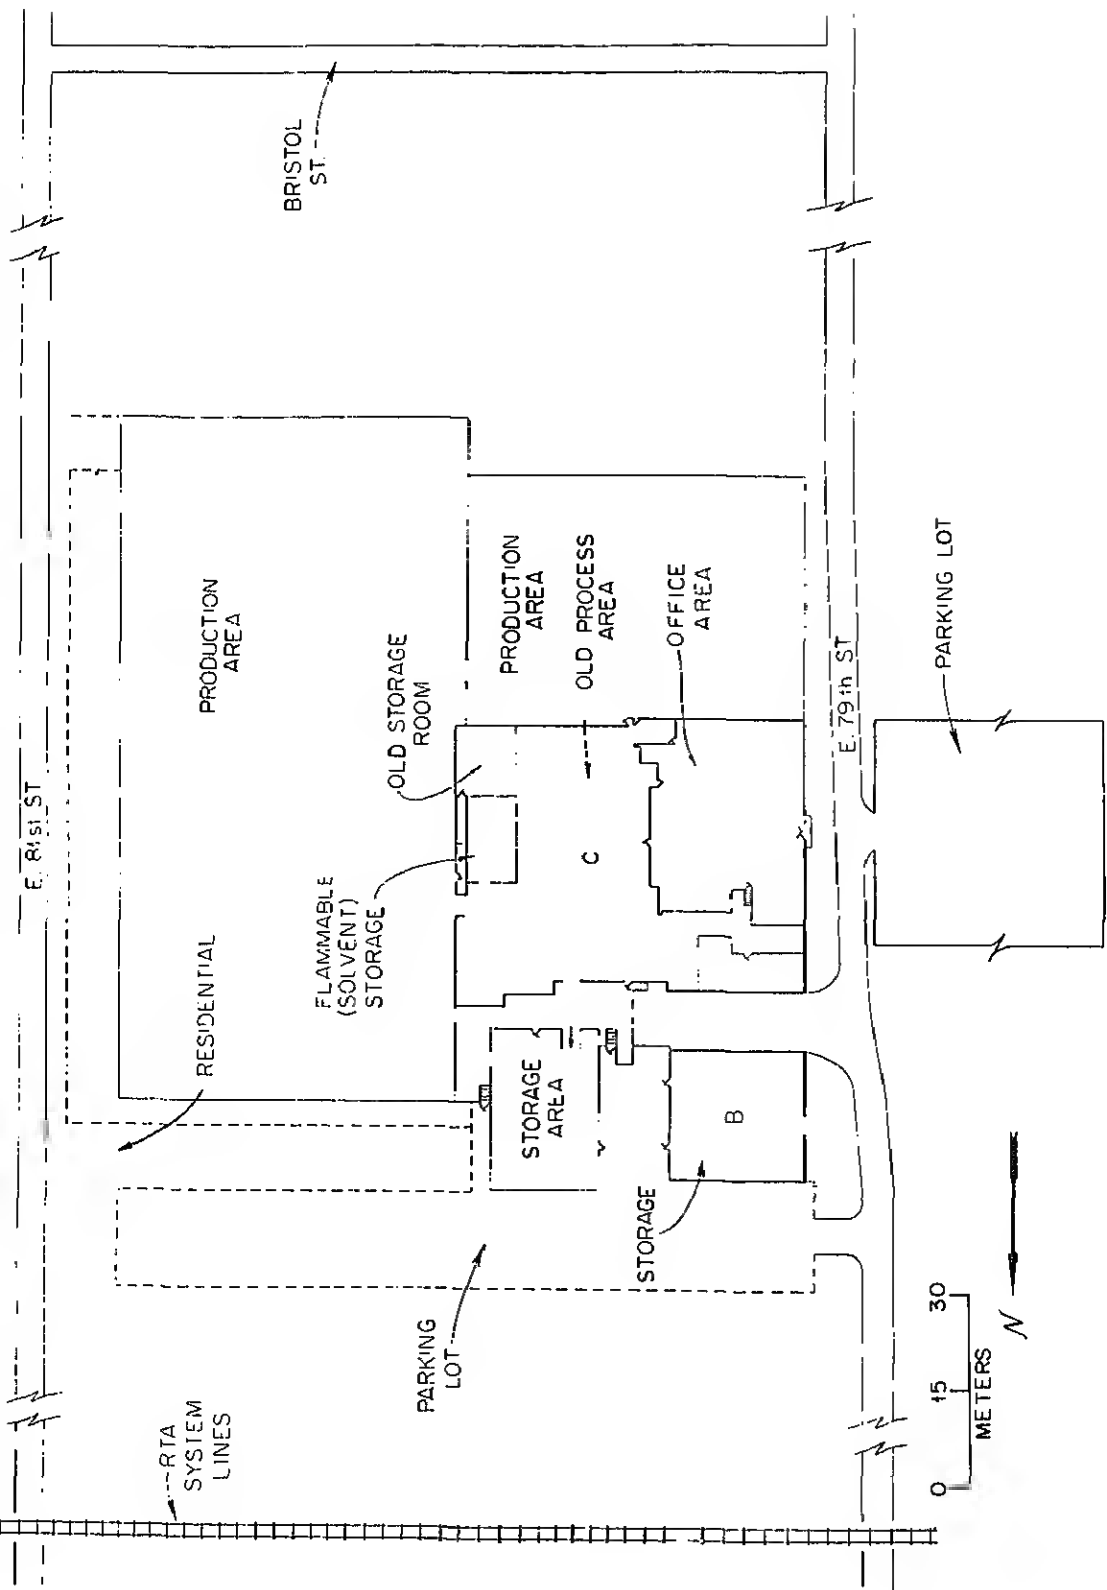 E. 81st ST
RESIDENTIAL
RTA
SYSTEM
LINES
PARKING
LOT
PRODUCTION
AREA
BRISTOL
ST.
FLAMMABLE
(SOLVENT)
STORAGE
OLD STORAGE
ROOM
PRODUCTION
AREA
OLD PROCESS
AREA
OFFICE
AREA
STORAGE
AREA
C
B
STORAGE
E. 79th ST
PARKING LOT
0 15 30
METERS
N